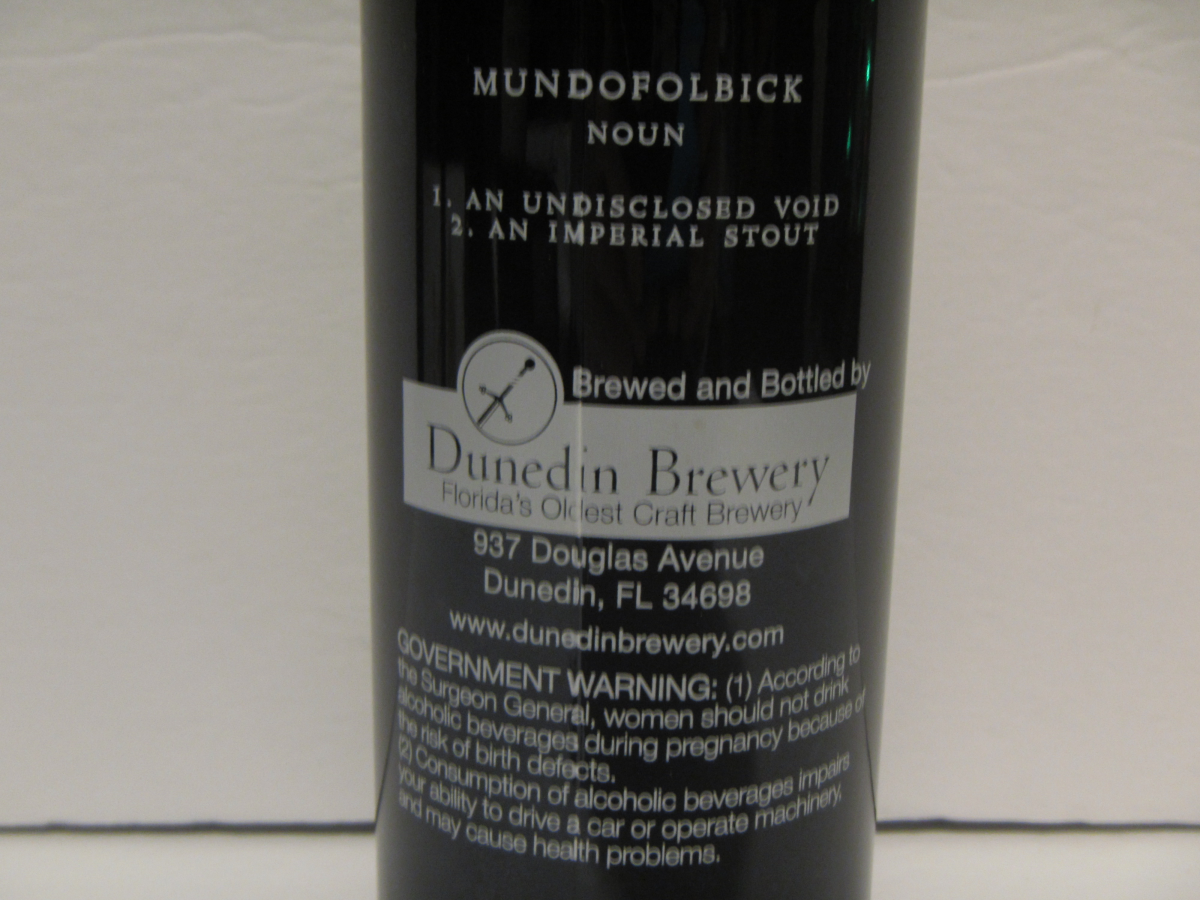 MUNDOFOLBICK
NOUN
1. AN UNDISCLOSED VOID
2. AN IMPERIAL STOUT
Brewed and Bottled by
Dunedin Brewery
Florida's Oldest Craft Brewery
937 Douglas Avenue
Dunedin, FL 34698
www.dunedinbrewery.com
GOVERNMENT WARNING: (1) According to
the Surgeon General, women should not drink
alcoholic beverages during pregnancy because of
the risk of birth defects.
(2) Consumption of alcoholic beverages impairs
your ability to drive a car or operate machinery,
and may cause health problems.